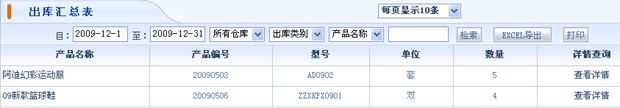 出库汇总表 每页显示10条
自：2009-12-1 至：2009-12-31 所有仓库 出库类别 产品名称 检索 EXCEL导出 打印
产品名称 产品编号 型号 单位 数量 详情查询
阿迪幻彩运动服 20090502 AD0902 套 5 查看详情
09新款篮球鞋 20090506 ZZXKPX0901 双 4 查看详情